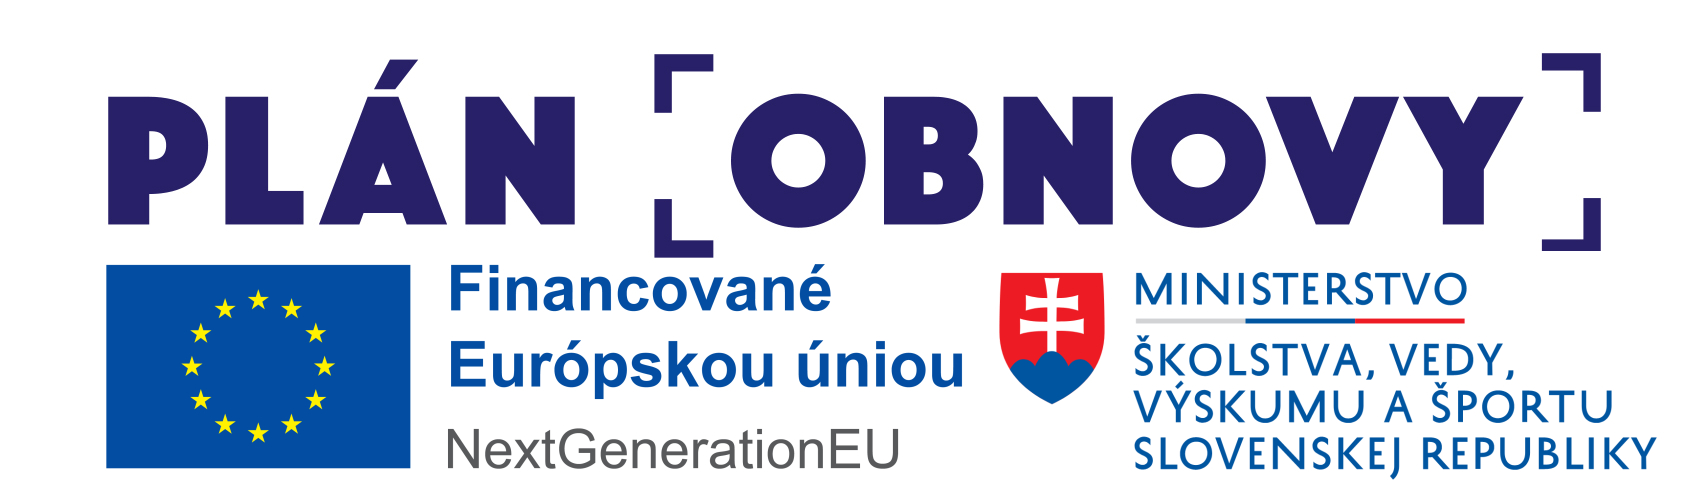 PLÁN OBNOVY
Financované
Európskou úniou
NextGenerationEU
MINISTERSTVO
ŠKOLSTVA, VEDY,
VÝSKUMU A ŠPORTU
SLOVENSKEJ REPUBLIKY